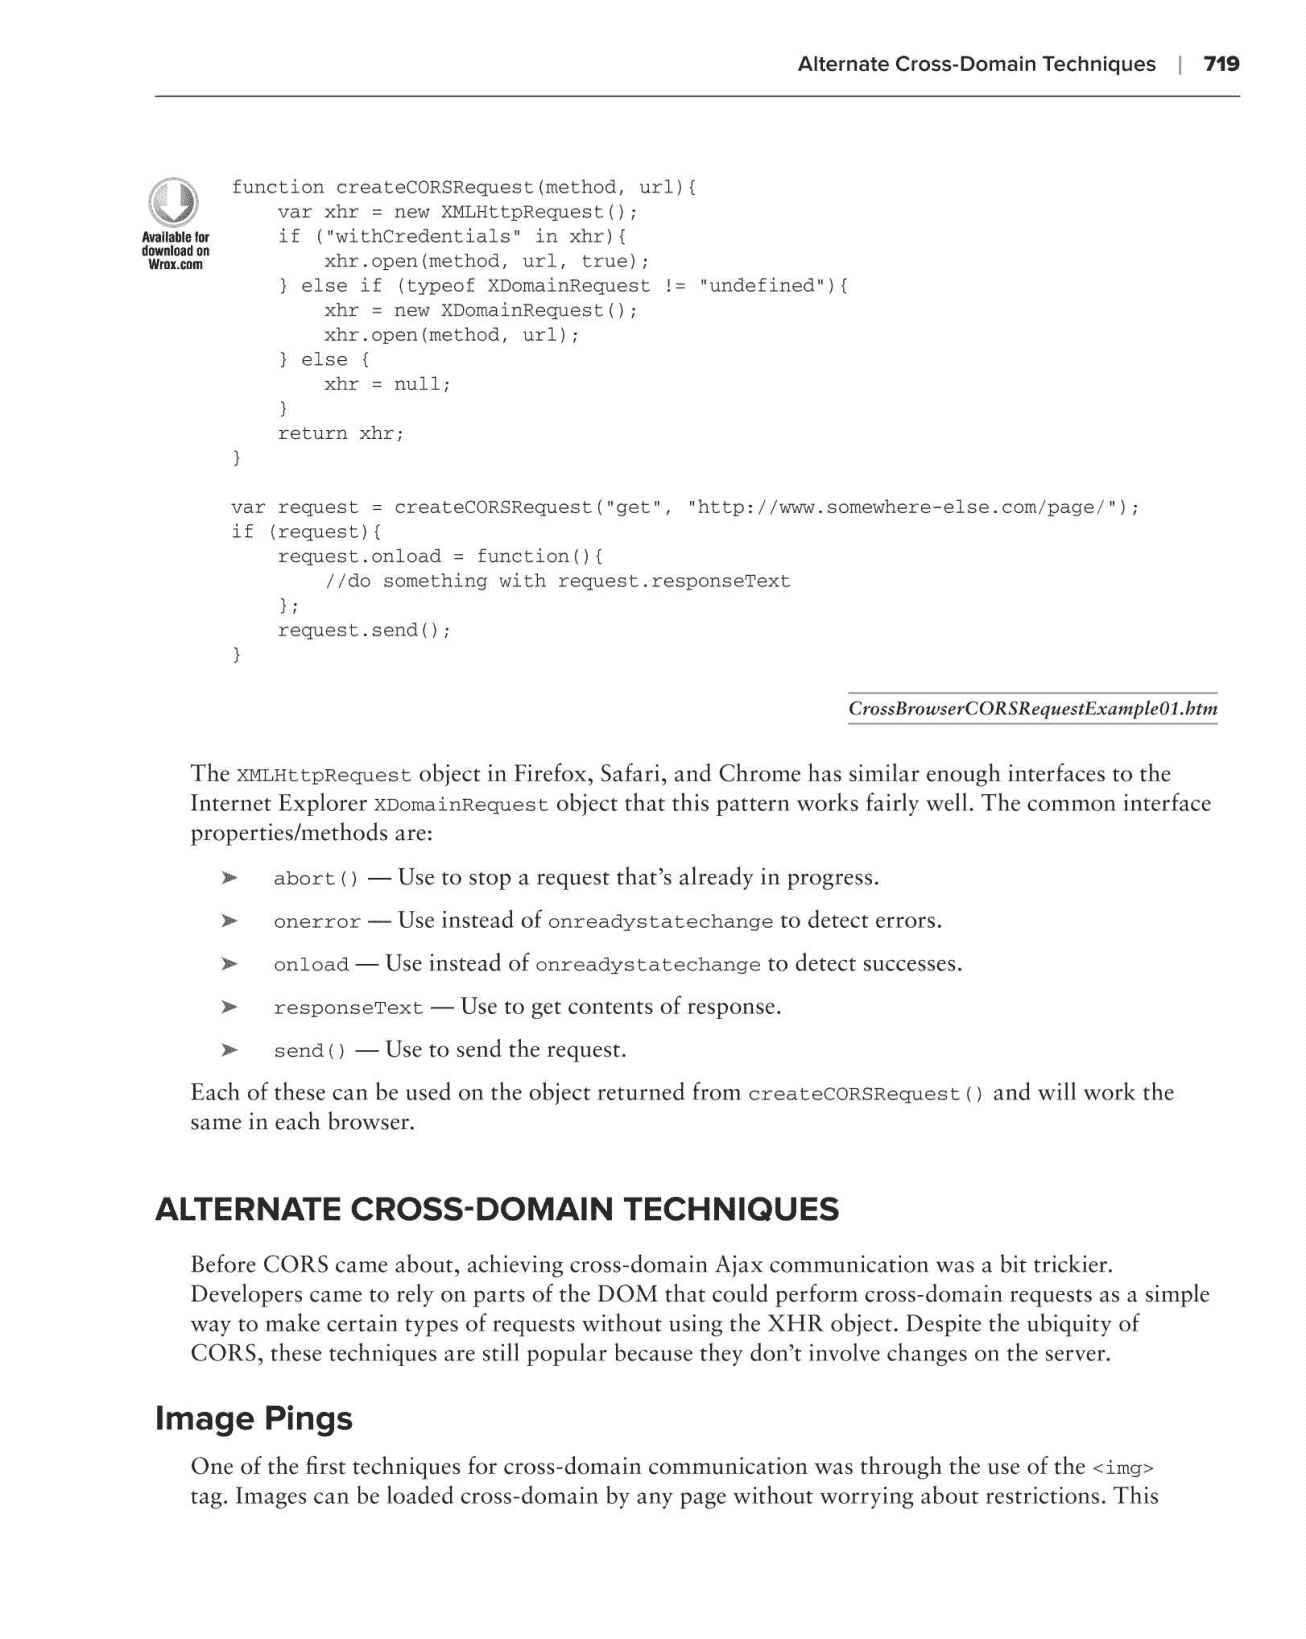 Alternate Cross-Domain Techniques | 719
Available for
download on
Wrox.com
function createCORSRequest(method, url){
    var xhr = new XMLHttpRequest();
    if ("withCredentials" in xhr){
        xhr.open(method, url, true);
    } else if (typeof XDomainRequest != "undefined"){
        xhr = new XDomainRequest();
        xhr.open(method, url);
    } else {
        xhr = null;
    }
    return xhr;
}
var request = createCORSRequest("get", "http://www.somewhere-else.com/page/");
if (request){
    request.onload = function(){
        //do something with request.responseText
    };
    request.send();
}
CrossBrowserCORSRequestExample01.htm
The XMLHttpRequest object in Firefox, Safari, and Chrome has similar enough interfaces to the
Internet Explorer XDomainRequest object that this pattern works fairly well. The common interface
properties/methods are:
➤ abort() — Use to stop a request that’s already in progress.
➤ onerror — Use instead of onreadystatechange to detect errors.
➤ onload — Use instead of onreadystatechange to detect successes.
➤ responseText — Use to get contents of response.
➤ send() — Use to send the request.
Each of these can be used on the object returned from createCORSRequest() and will work the
same in each browser.
ALTERNATE CROSS-DOMAIN TECHNIQUES
Before CORS came about, achieving cross-domain Ajax communication was a bit trickier.
Developers came to rely on parts of the DOM that could perform cross-domain requests as a simple
way to make certain types of requests without using the XHR object. Despite the ubiquity of
CORS, these techniques are still popular because they don’t involve changes on the server.
Image Pings
One of the first techniques for cross-domain communication was through the use of the <img>
tag. Images can be loaded cross-domain by any page without worrying about restrictions. This